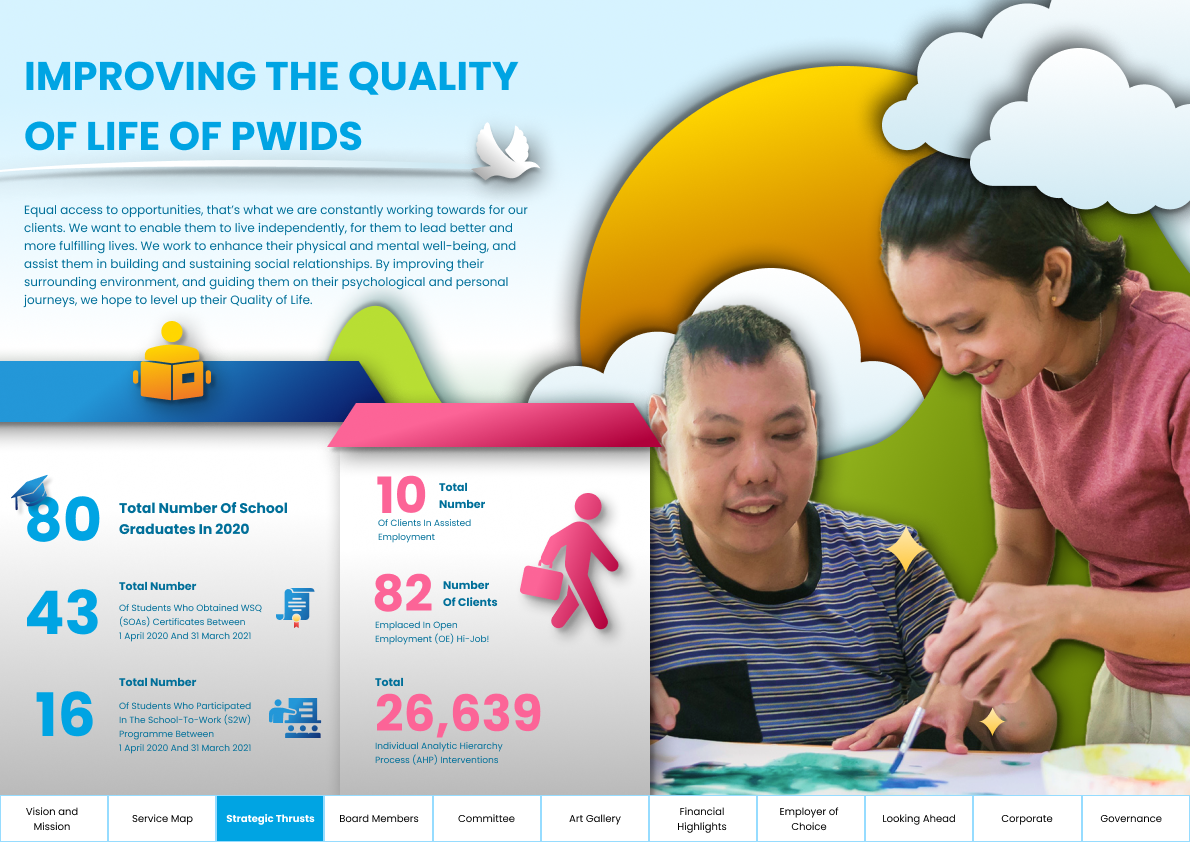 IMPROVING THE QUALITY
OF LIFE OF PWIDS
Equal access to opportunities, that's what we are constantly working towards for our
clients. We want to enable them to live independently, for them to lead better and
more fulfilling lives. We work to enhance their physical and mental well-being, and
assist them in building and sustaining social relationships. By improving their
surrounding environment, and guiding them on their psychological and personal
journeys, we hope to level up their Quality of Life.
80
Total Number Of School
Graduates In 2020
43
Total Number
Of Students Who Obtained WSQ
(SOAs) Certificates Between
1 April 2020 And 31 March 2021
16
Total Number
Of Students Who Participated
In The School-To-Work (S2W)
Programme Between
1 April 2020 And 31 March 2021
10
Total
Number
Of Clients In Assisted
Employment
82
Number
Of Clients
Emplaced In Open
Employment (OE) Hi-Job!
Total
26,639
Individual Analytic Hierarchy
Process (AHP) Interventions
Vision and
Mission
Service Map
Strategic Thrusts
Board Members
Committee
Art Gallery
Financial
Highlights
Employer of
Choice
Looking Ahead
Corporate
Governance